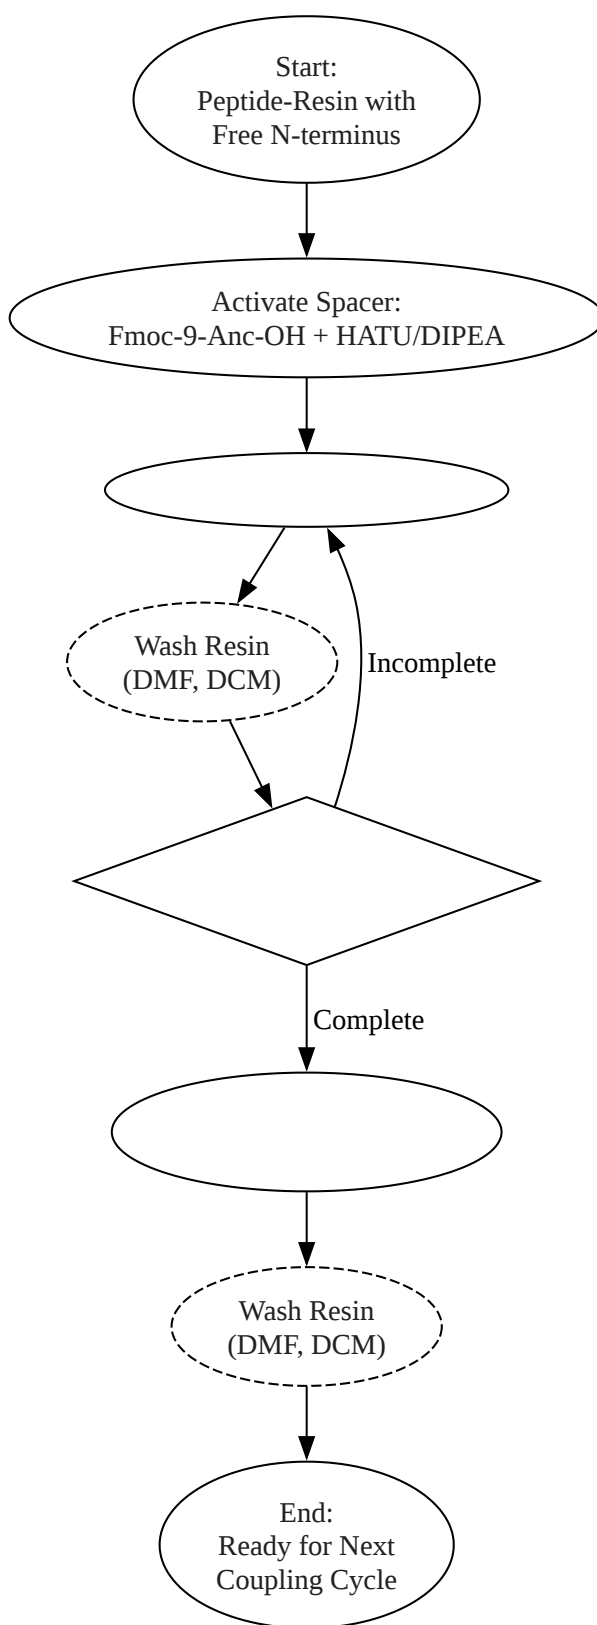 Start:
Peptide-Resin with
Free N-terminus
Activate Spacer:
Fmoc-9-Anc-OH + HATU/DIPEA
Wash Resin
(DMF, DCM)
Incomplete
Complete
Wash Resin
(DMF, DCM)
End:
Ready for Next
Coupling Cycle